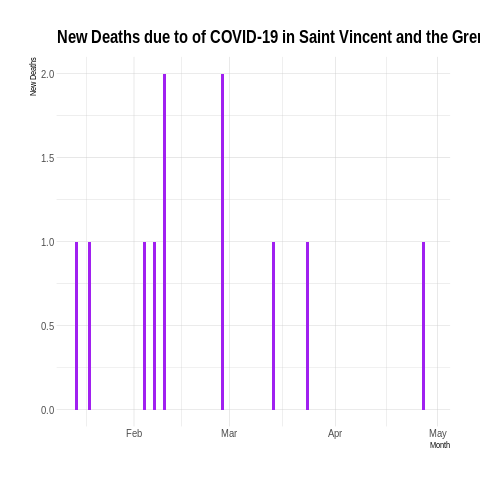 New Deaths due to of COVID-19 in Saint Vincent and the Gren
New Deaths
2.0
1.5
1.0
0.5
0.0
Feb Mar Apr May
Month